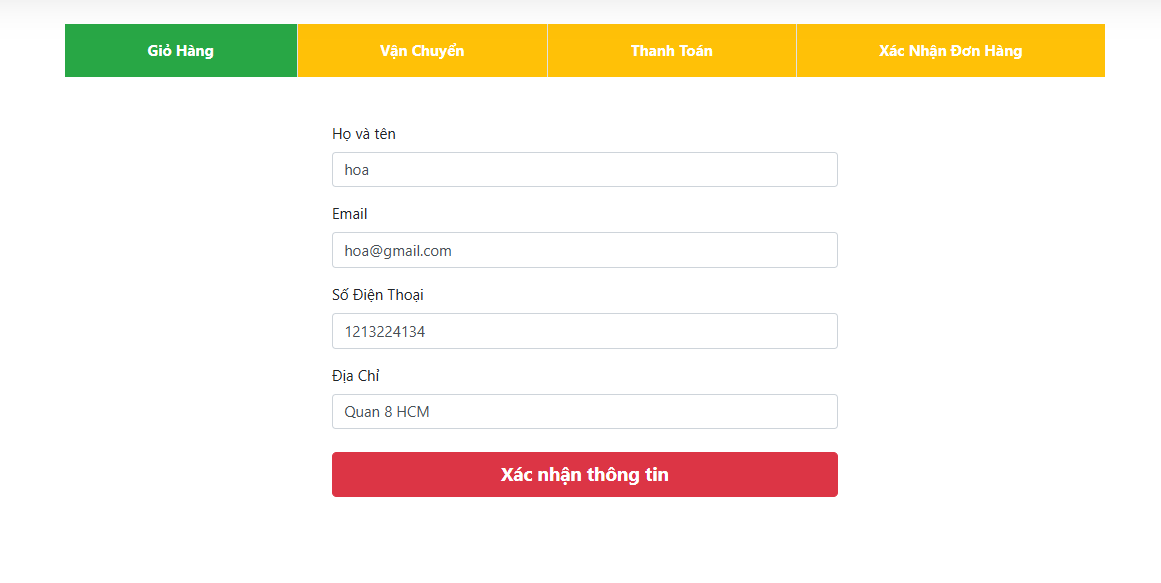 Giỏ Hàng
Vận Chuyển
Thanh Toán
Xác Nhận Đơn Hàng
Họ và tên
hoa
Email
hoa@gmail.com
Số Điện Thoại
1213224134
Địa Chỉ
Quan 8 HCM
Xác nhận thông tin